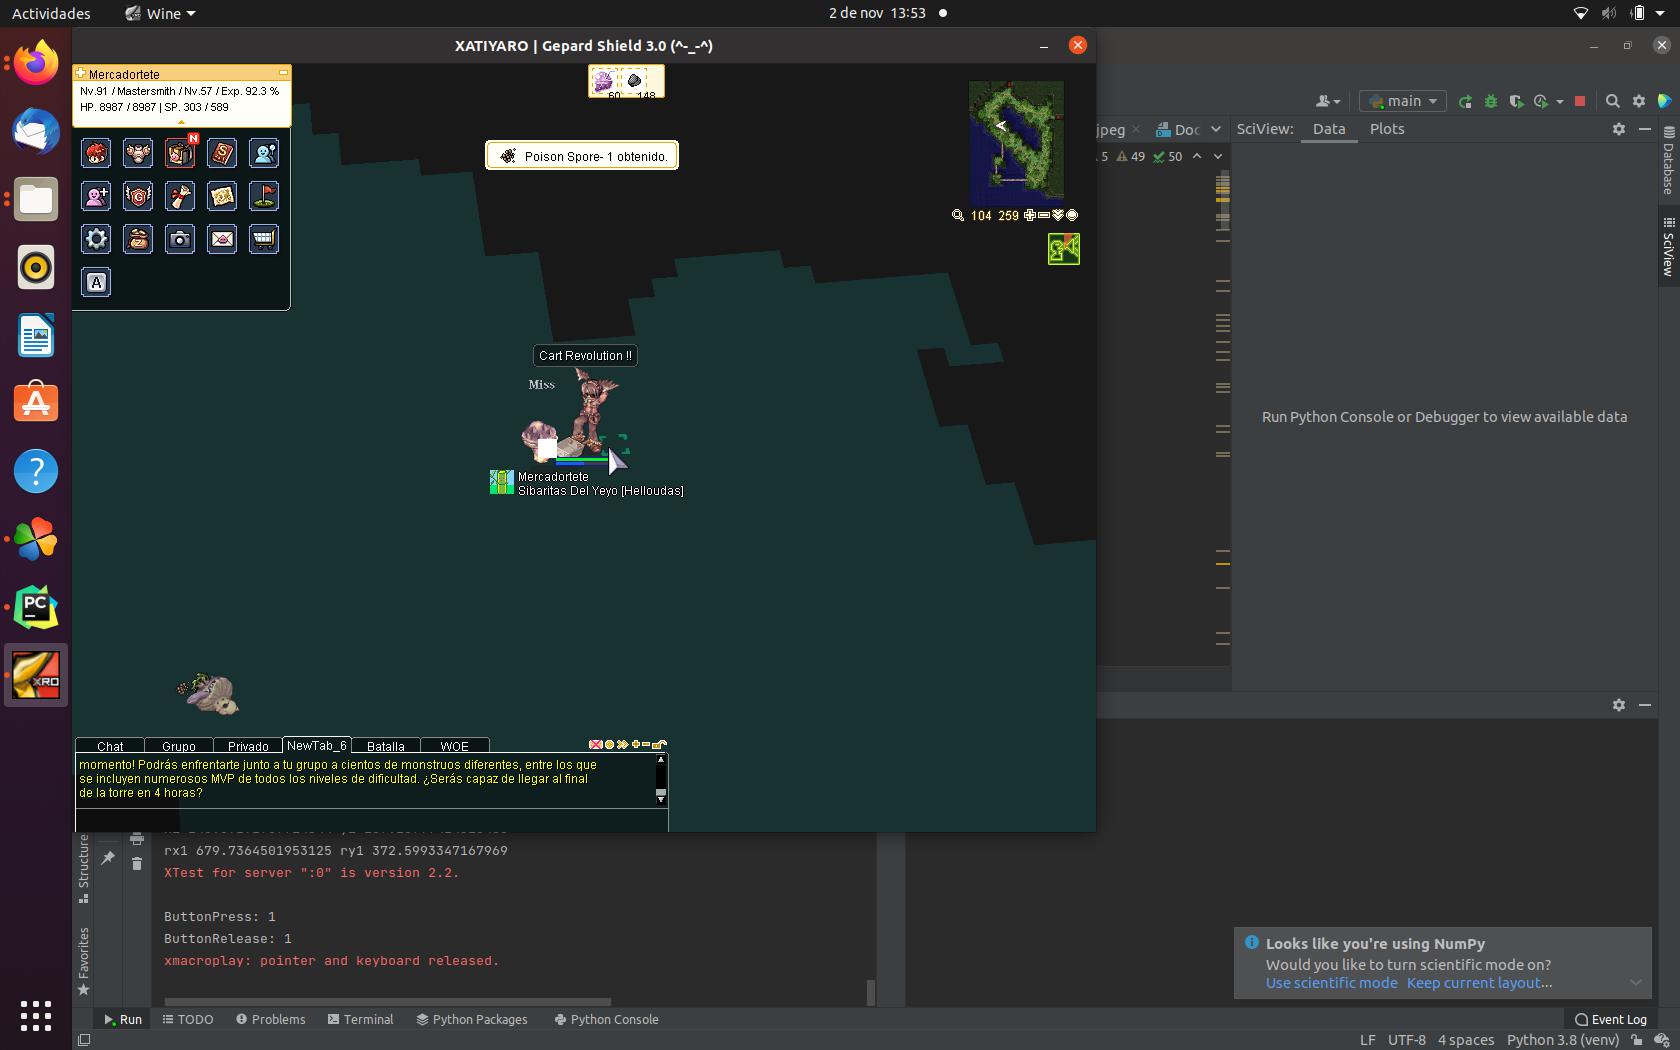 Actividades
Wine
2 de nov 13:53
XATIYARO | Gepard Shield 3.0 (^-_-^)
Mercadortete
Nv.91 / Mastersmith / Nv.57 / Exp. 92.3 %
HP. 8987 / 8987 | SP. 303 / 589
N
A
60 148
Poison Spore- 1 obtenido.
104 259
Cart Revolution !!
Miss
Mercadortete
Sibaritas Del Yeyo [Helloudas]
main
jpeg
Doc
SciView:
Data
Plots
5 49 50
Database
SciView
Run Python Console or Debugger to view available data
PC
XRO
Chat
Grupo
Privado
NewTab_6
Batalla
WOE
momento! Podrás enfrentarte junto a tu grupo a cientos de monstruos diferentes, entre los que
se incluyen numerosos MVP de todos los niveles de dificultad. ¿Serás capaz de llegar al final
de la torre en 4 horas?
rx1 679.7364501953125 ry1 372.5993347167969
XTest for server ":0" is version 2.2.
ButtonPress: 1
ButtonRelease: 1
xmacroplay: pointer and keyboard released.
Structure
Favorites
Looks like you're using NumPy
Would you like to turn scientific mode on?
Use scientific mode Keep current layout...
Run
TODO
Problems
Terminal
Python Packages
Python Console
Event Log
LF UTF-8 4 spaces Python 3.8 (venv)